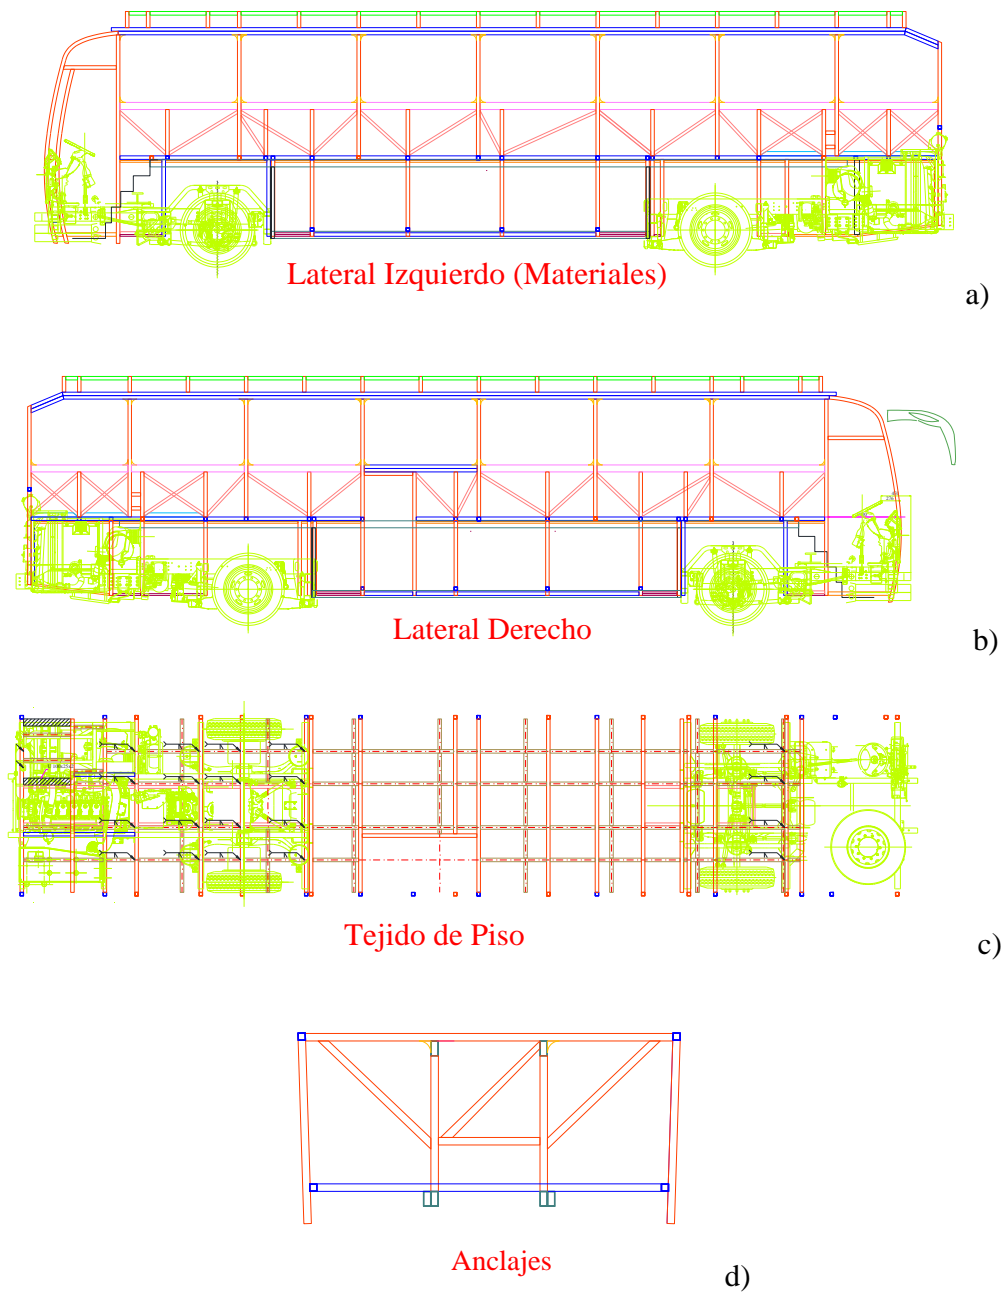 Lateral Izquierdo (Materiales)
a)
Lateral Derecho
b)
Tejido de Piso
c)
Anclajes
d)